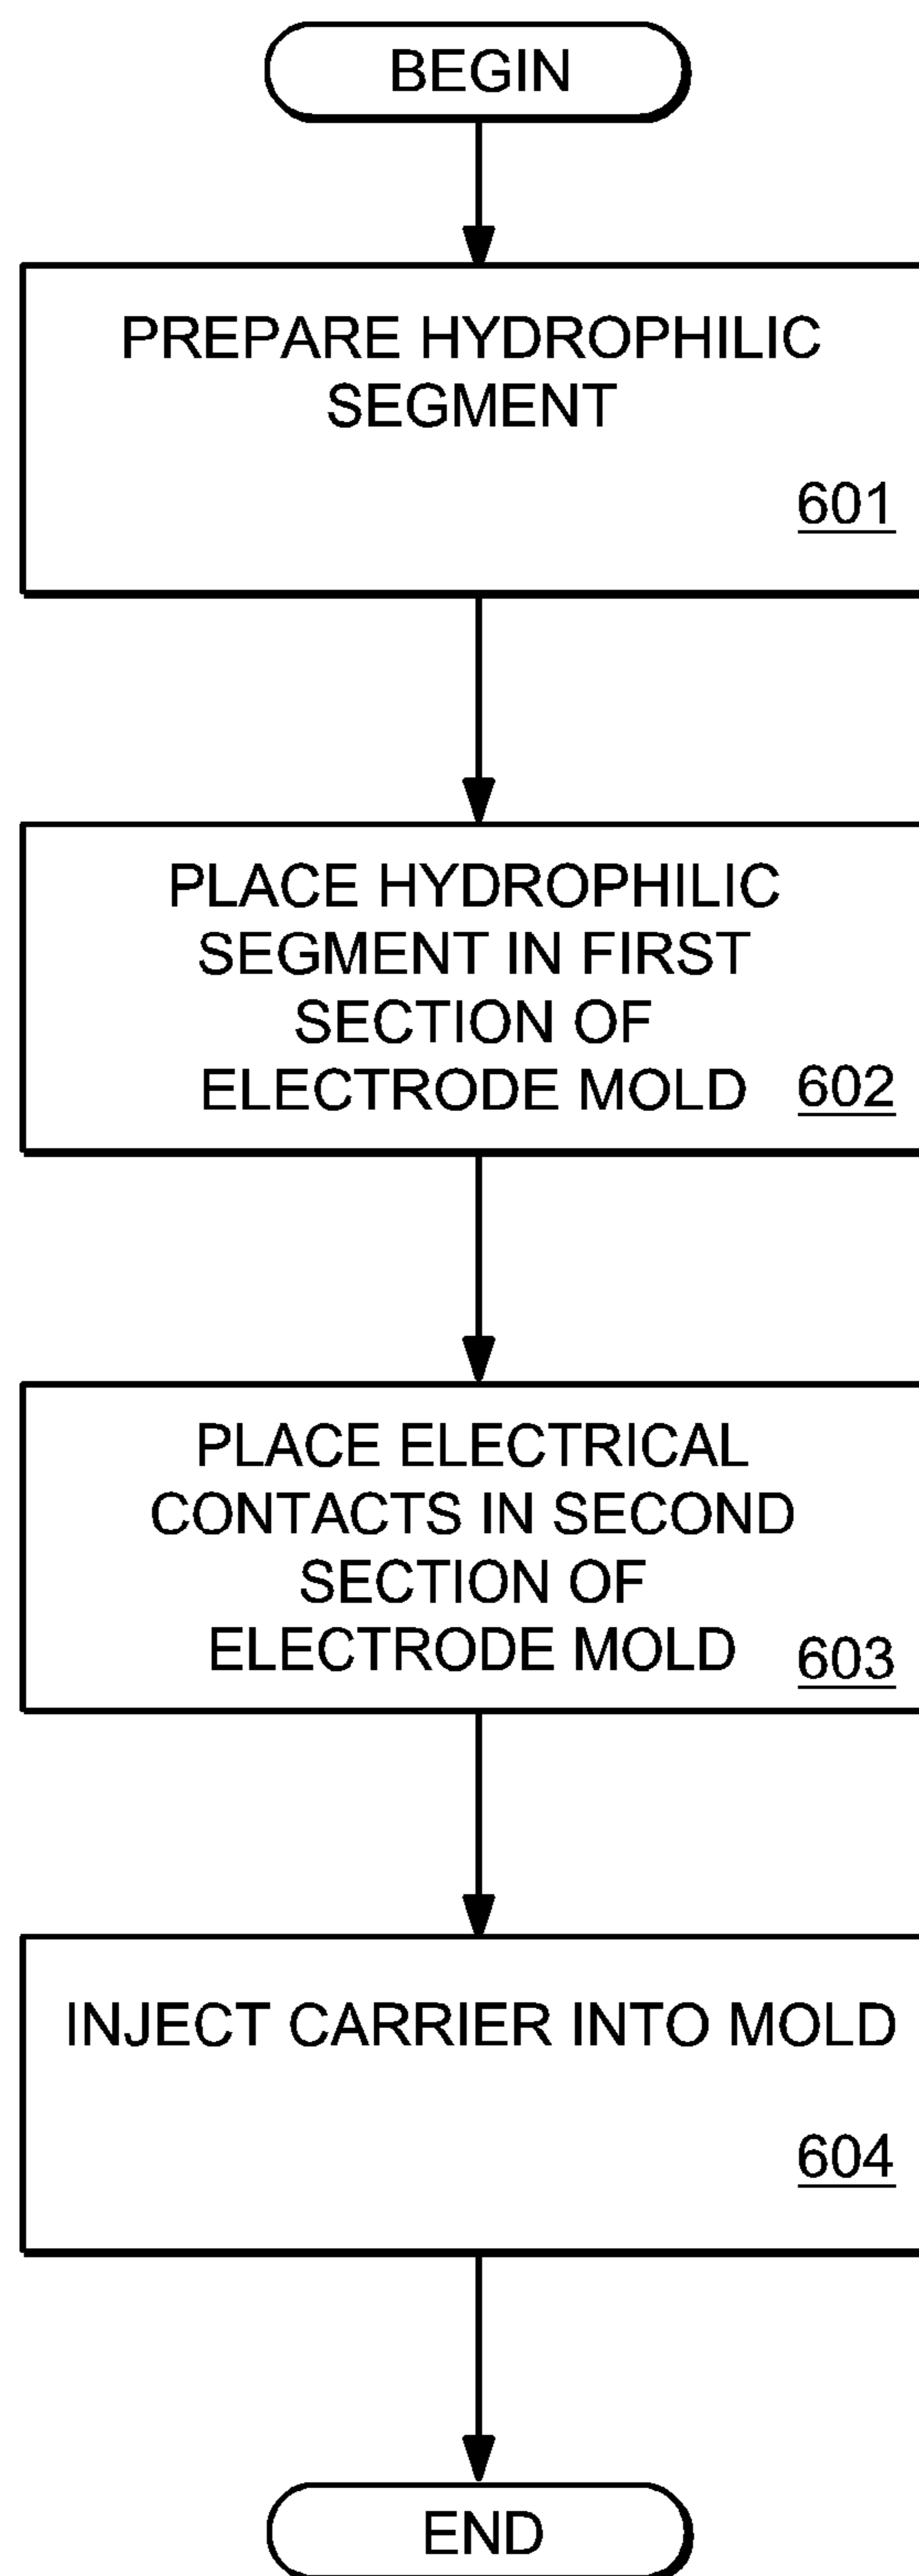 BEGIN
PREPARE HYDROPHILIC
SEGMENT
601
PLACE HYDROPHILIC
SEGMENT IN FIRST
SECTION OF
ELECTRODE MOLD 602
PLACE ELECTRICAL
CONTACTS IN SECOND
SECTION OF
ELECTRODE MOLD 603
INJECT CARRIER INTO MOLD
604
END